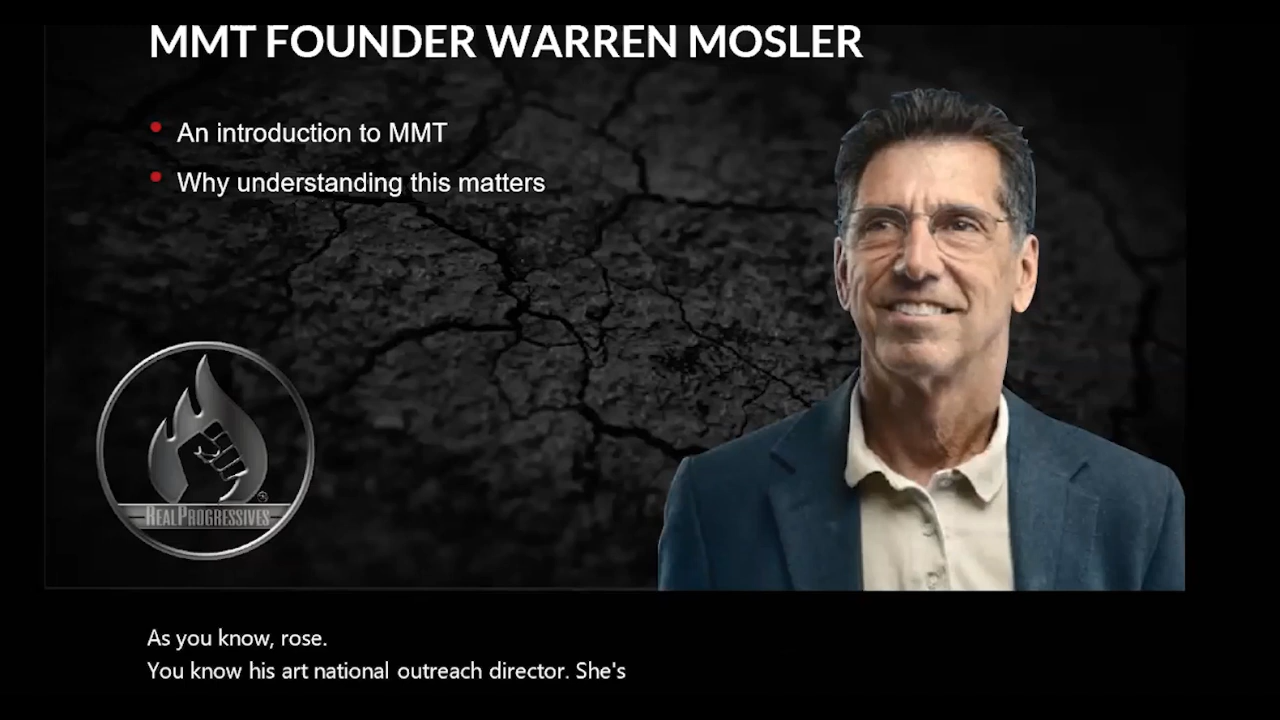 MMT FOUNDER WARREN MOSLER
• An introduction to MMT
• Why understanding this matters
REALPROGRESSIVES
®
As you know, rose.
You know his art national outreach director. She's